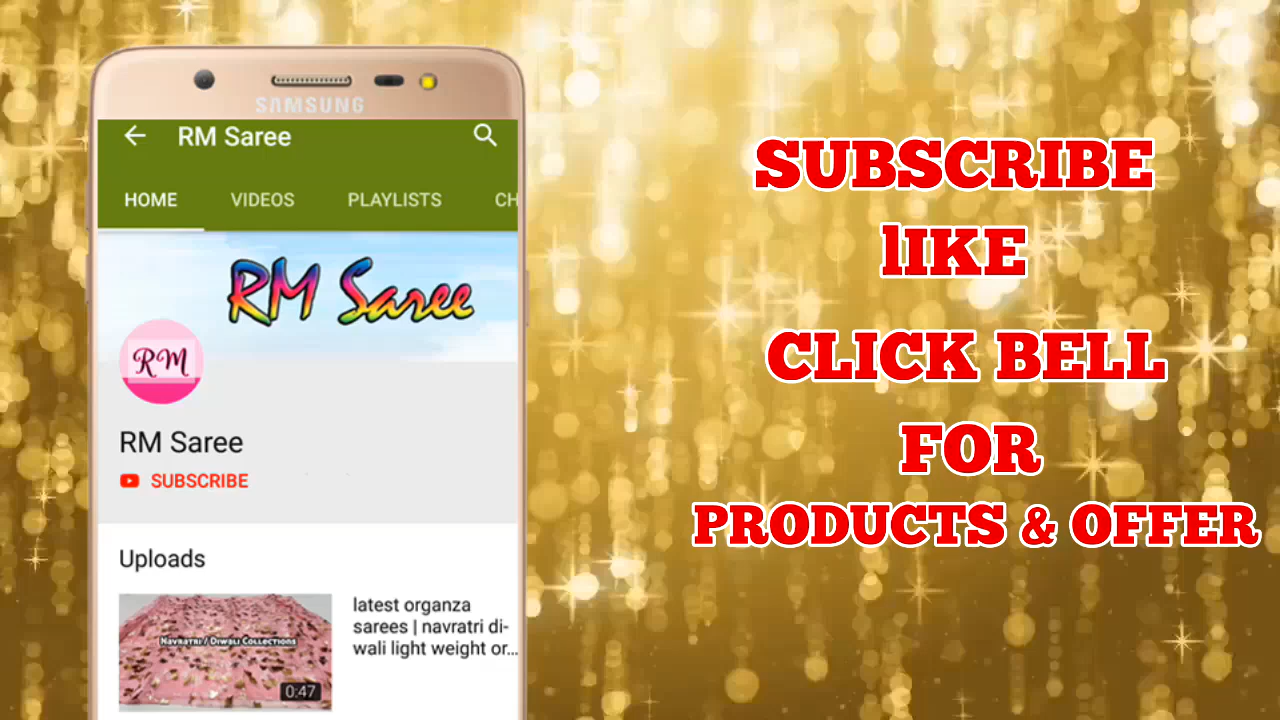 SAMSUNG
RM Saree
HOME VIDEOS PLAYLISTS CH
RM Saree
RM
RM Saree
SUBSCRIBE
Uploads
Navratri / Diwali Collections
0:47
latest organza
sarees | navratri di-
wali light weight or...
SUBSCRIBE
lIKE
CLICK BELL
FOR
PRODUCTS & OFFER